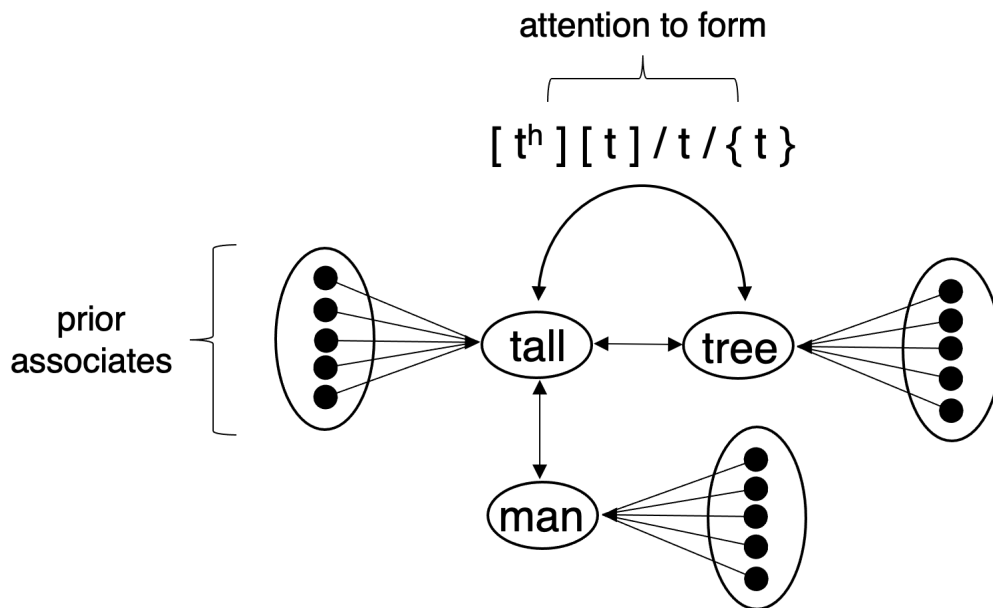 attention to form
[ tʰ ] [ t ] / t / { t }
prior
associates
tall
tree
man